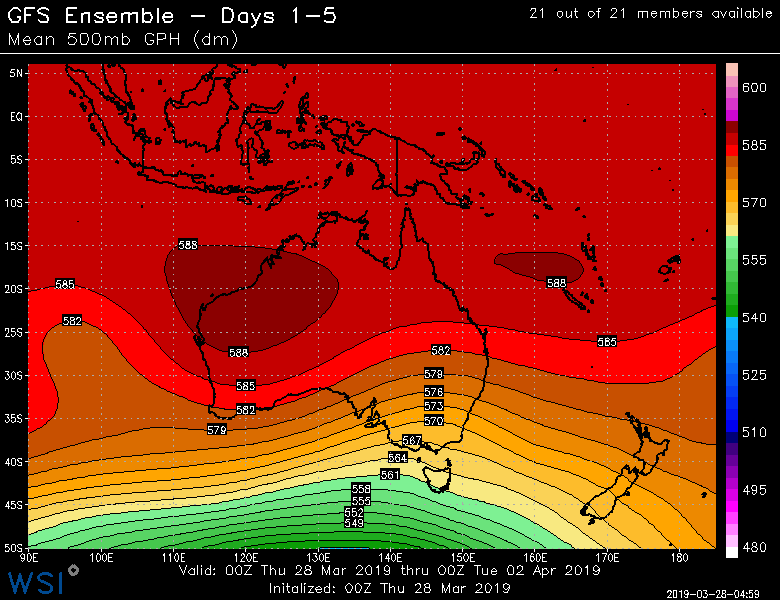 GFS Ensemble – Days 1–5
21 out of 21 members available
Mean 500mb GPH (dm)
5N
EQ
5S
10S
15S
20S
25S
30S
35S
40S
45S
50S
588
588
585
582
588
585
582
579
582
579
576
573
570
567
564
561
558
555
552
549
588
585
600
585
570
555
540
525
510
495
480
90E 100E 110E 120E 130E 140E 150E 160E 170E 180
Valid: 00Z Thu 28 Mar 2019 thru 00Z Tue 02 Apr 2019
Initalized: 00Z Thu 28 Mar 2019
WSI
2019-03-28-04:59